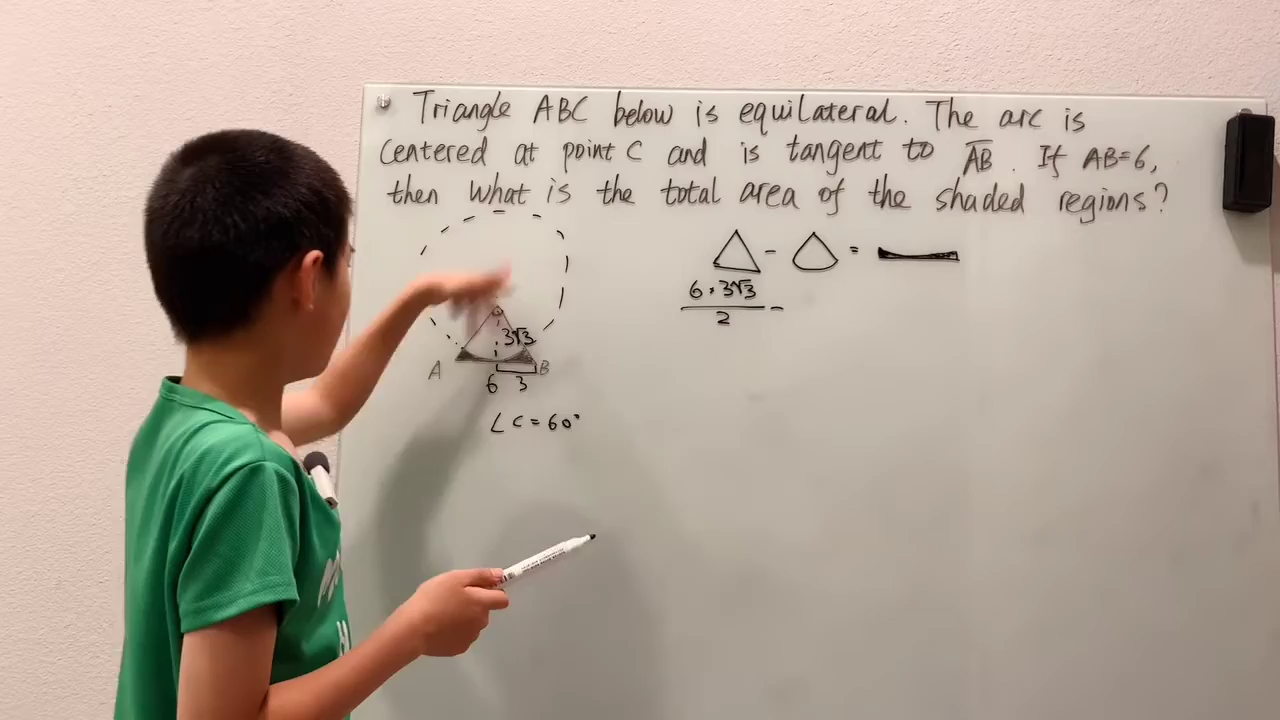 Triangle ABC below is equilateral. The arc is
centered at point C and is tangent to AB. If AB=6,
then what is the total area of the shaded regions?
- =
6 · 3√3
2
-
3√3
A
B
6 3
∠C = 60°